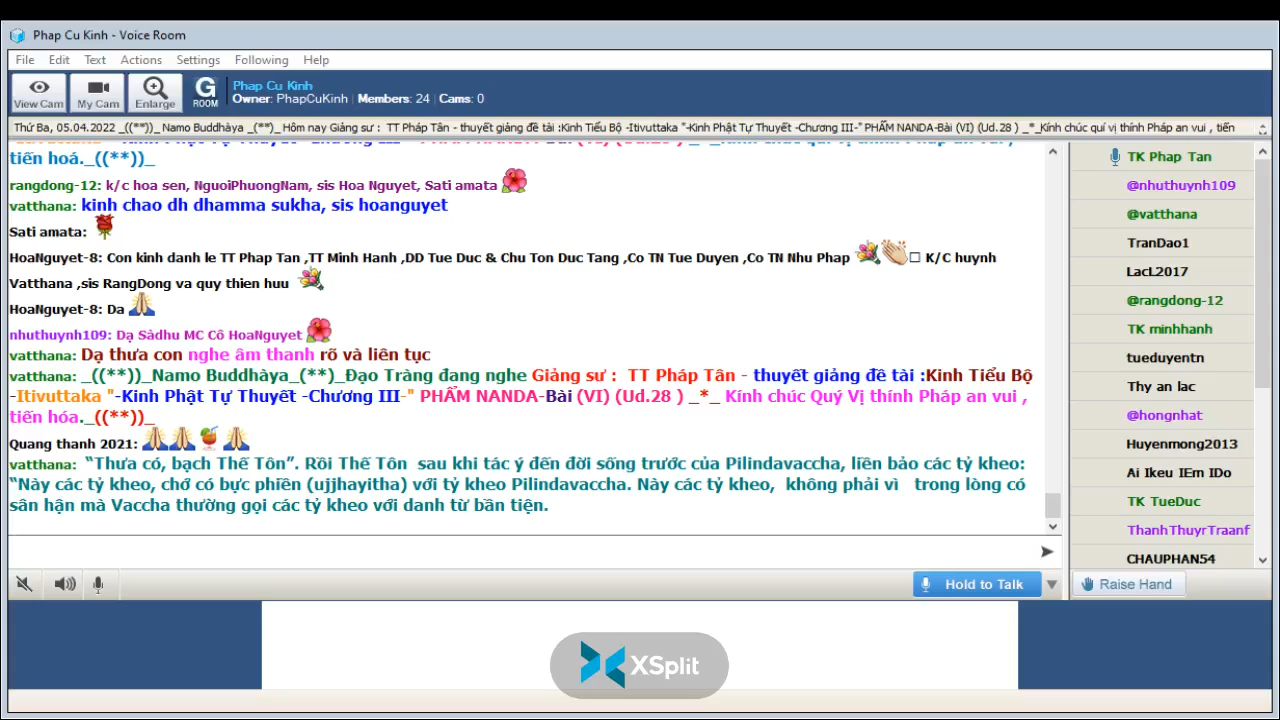 Phap Cu Kinh - Voice Room
File Edit Text Actions Settings Following Help
View Cam My Cam Enlarge G ROOM
Phap Cu Kinh
Owner: PhapCuKinh | Members: 24 | Cams: 0
Thứ Ba, 05.04.2022 _((**))_ Namo Buddhàya _(**)_ Hôm nay Giảng sư : TT Pháp Tân - thuyết giảng đề tài :Kinh Tiểu Bộ -Itivuttaka "-Kinh Phật Tự Thuyết -Chương III-" PHẨM NANDA-Bài (VI) (Ud.28 ) _*_Kính chúc quí vị thính Pháp an vui , tiến
tiến hoá._((**))_
rangdong-12: k/c hoa sen, NguoiPhuongNam, sis Hoa Nguyet, Sati amata
vatthana: kinh chao dh dhamma sukha, sis hoanguyet
Sati amata:
HoaNguyet-8: Con kinh danh le TT Phap Tan ,TT Minh Hanh ,DD Tue Duc & Chu Ton Duc Tang ,Co TN Tue Duyen ,Co TN Nhu Phap K/C huynh
Vatthana ,sis RangDong va quy thien huu
HoaNguyet-8: Da
nhuthuynh109: Dạ Sàdhu MC Cô HoaNguyet
vatthana: Dạ thưa con nghe âm thanh rõ và liên tục
vatthana: _((**))_Namo Buddhàya_(**)_Đạo Tràng đang nghe Giảng sư : TT Pháp Tân - thuyết giảng đề tài :Kinh Tiểu Bộ
-Itivuttaka "-Kinh Phật Tự Thuyết -Chương III-" PHẨM NANDA-Bài (VI) (Ud.28 ) _*_ Kính chúc Quý Vị thính Pháp an vui ,
tiến hóa._((**))_
Quang thanh 2021:
vatthana: “Thưa có, bạch Thế Tôn”. Rồi Thế Tôn sau khi tác ý đến đời sống trước của Pilindavaccha, liền bảo các tỷ kheo:
“Này các tỷ kheo, chớ có bực phiền (ujjhayitha) với tỷ kheo Pilindavaccha. Này các tỷ kheo, không phải vì trong lòng có
sân hận mà Vaccha thường gọi các tỷ kheo với danh từ bần tiện.
TK Phap Tan
@nhuthuynh109
@vatthana
TranDao1
LacL2017
@rangdong-12
TK minhhanh
tueduyentn
Thy an lac
@hongnhat
Huyenmong2013
Ai Ikeu IEm IDo
TK TueDuc
ThanhThuyrTraanf
CHAUPHAN54
Hold to Talk
Raise Hand
XSplit